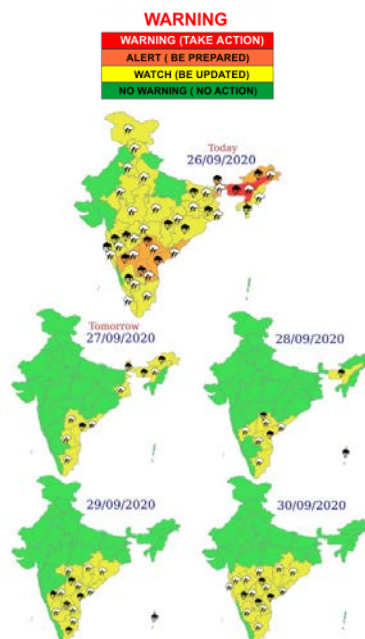 WARNING
WARNING (TAKE ACTION)
ALERT ( BE PREPARED)
WATCH (BE UPDATED)
NO WARNING ( NO ACTION)
Today
26/09/2020
Tomorrow
27/09/2020
28/09/2020
29/09/2020
30/09/2020